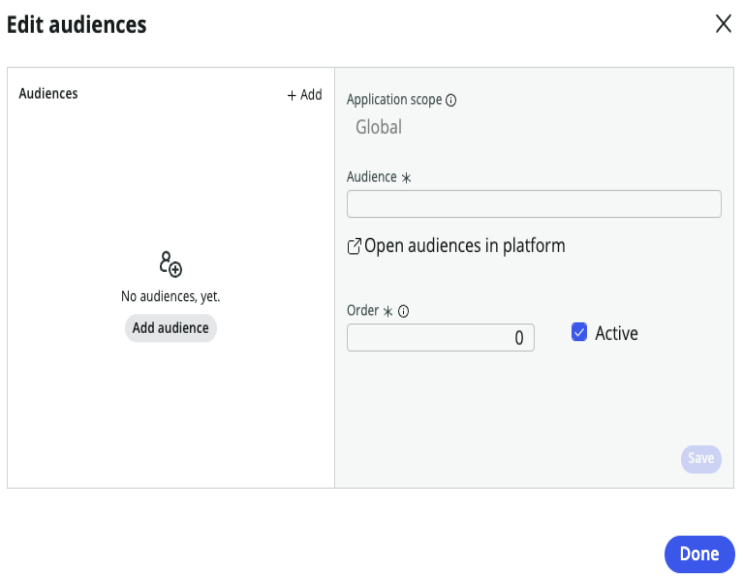 Edit audiences
Audiences
+ Add
No audiences, yet.
Add audience
Application scope
Global
Audience *
Open audiences in platform
Order *
0
Active
Save
Done